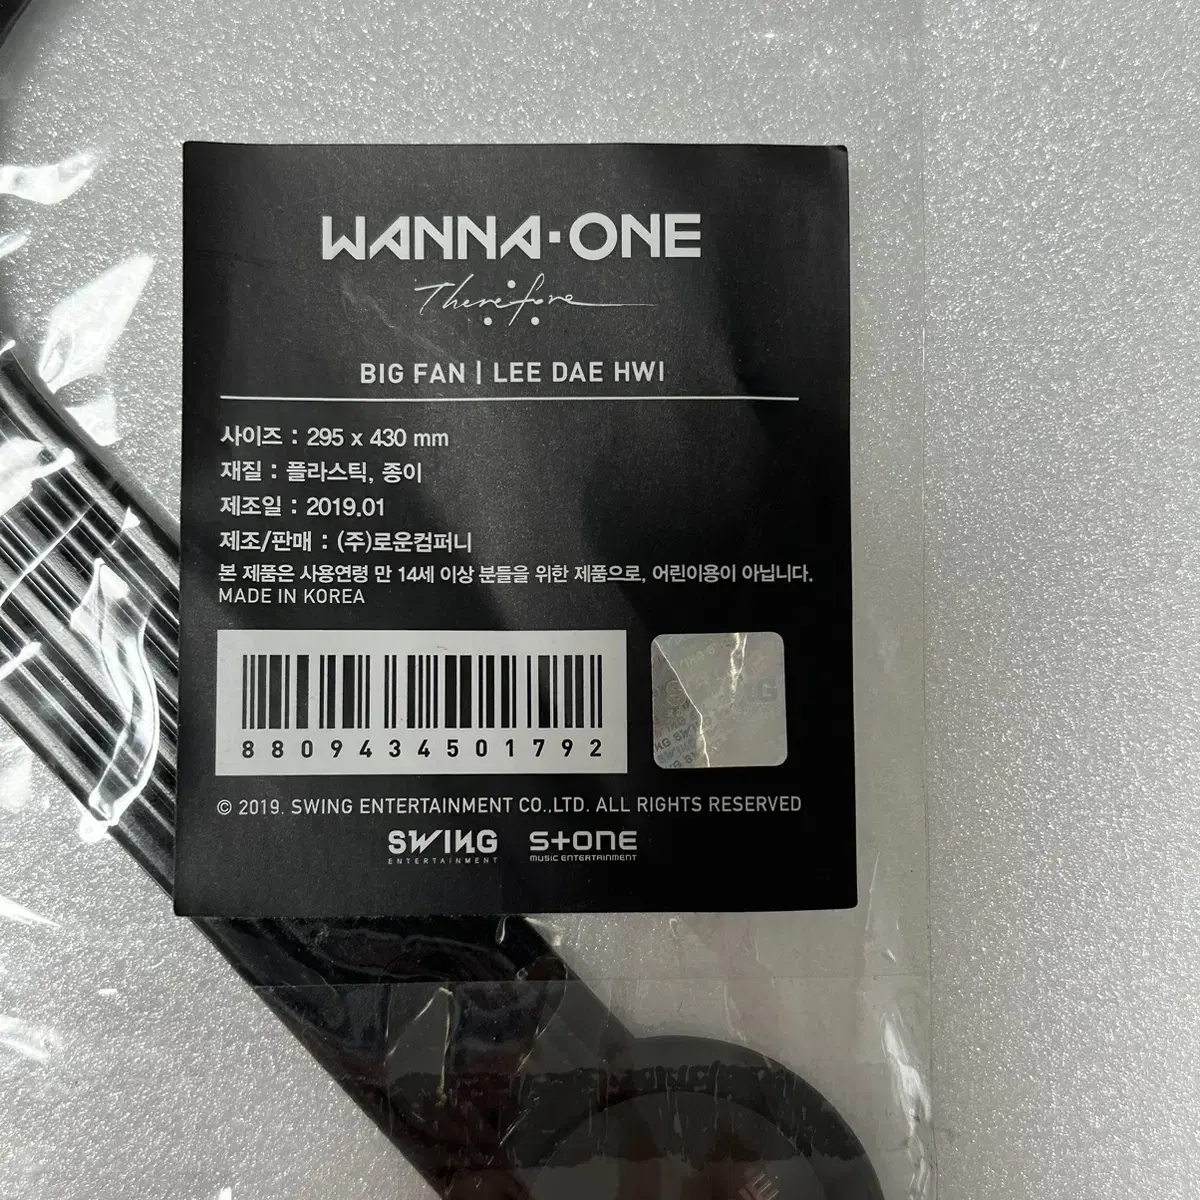 WANNA·ONE
Therefore
BIG FAN | LEE DAE HWI
사이즈 : 295 x 430 mm
재질 : 플라스틱, 종이
제조일 : 2019.01
제조/판매 : (주)로운컴퍼니
본 제품은 사용연령 만 14세 이상 분들을 위한 제품으로, 어린이용이 아닙니다.
MADE IN KOREA
8809434501792
© 2019. SWING ENTERTAINMENT CO.,LTD. ALL RIGHTS RESERVED
SWING S+ONE
ENTERTAINMENT MUSIC ENTERTAINMENT